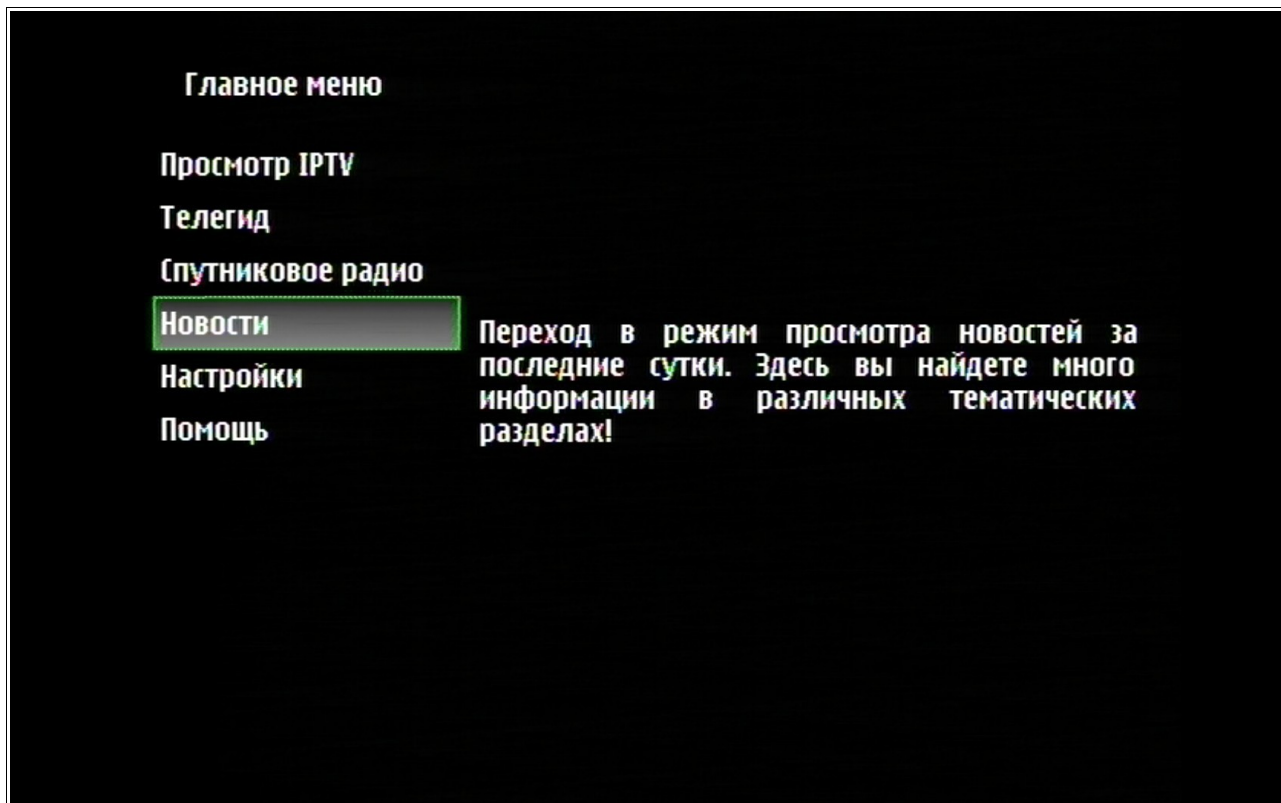 Главное меню
Просмотр IPTV
Телегид
Спутниковое радио
Новости
Настройки
Помощь
Переход в режим просмотра новостей за
последние сутки. Здесь вы найдете много
информации в различных тематических
разделах!